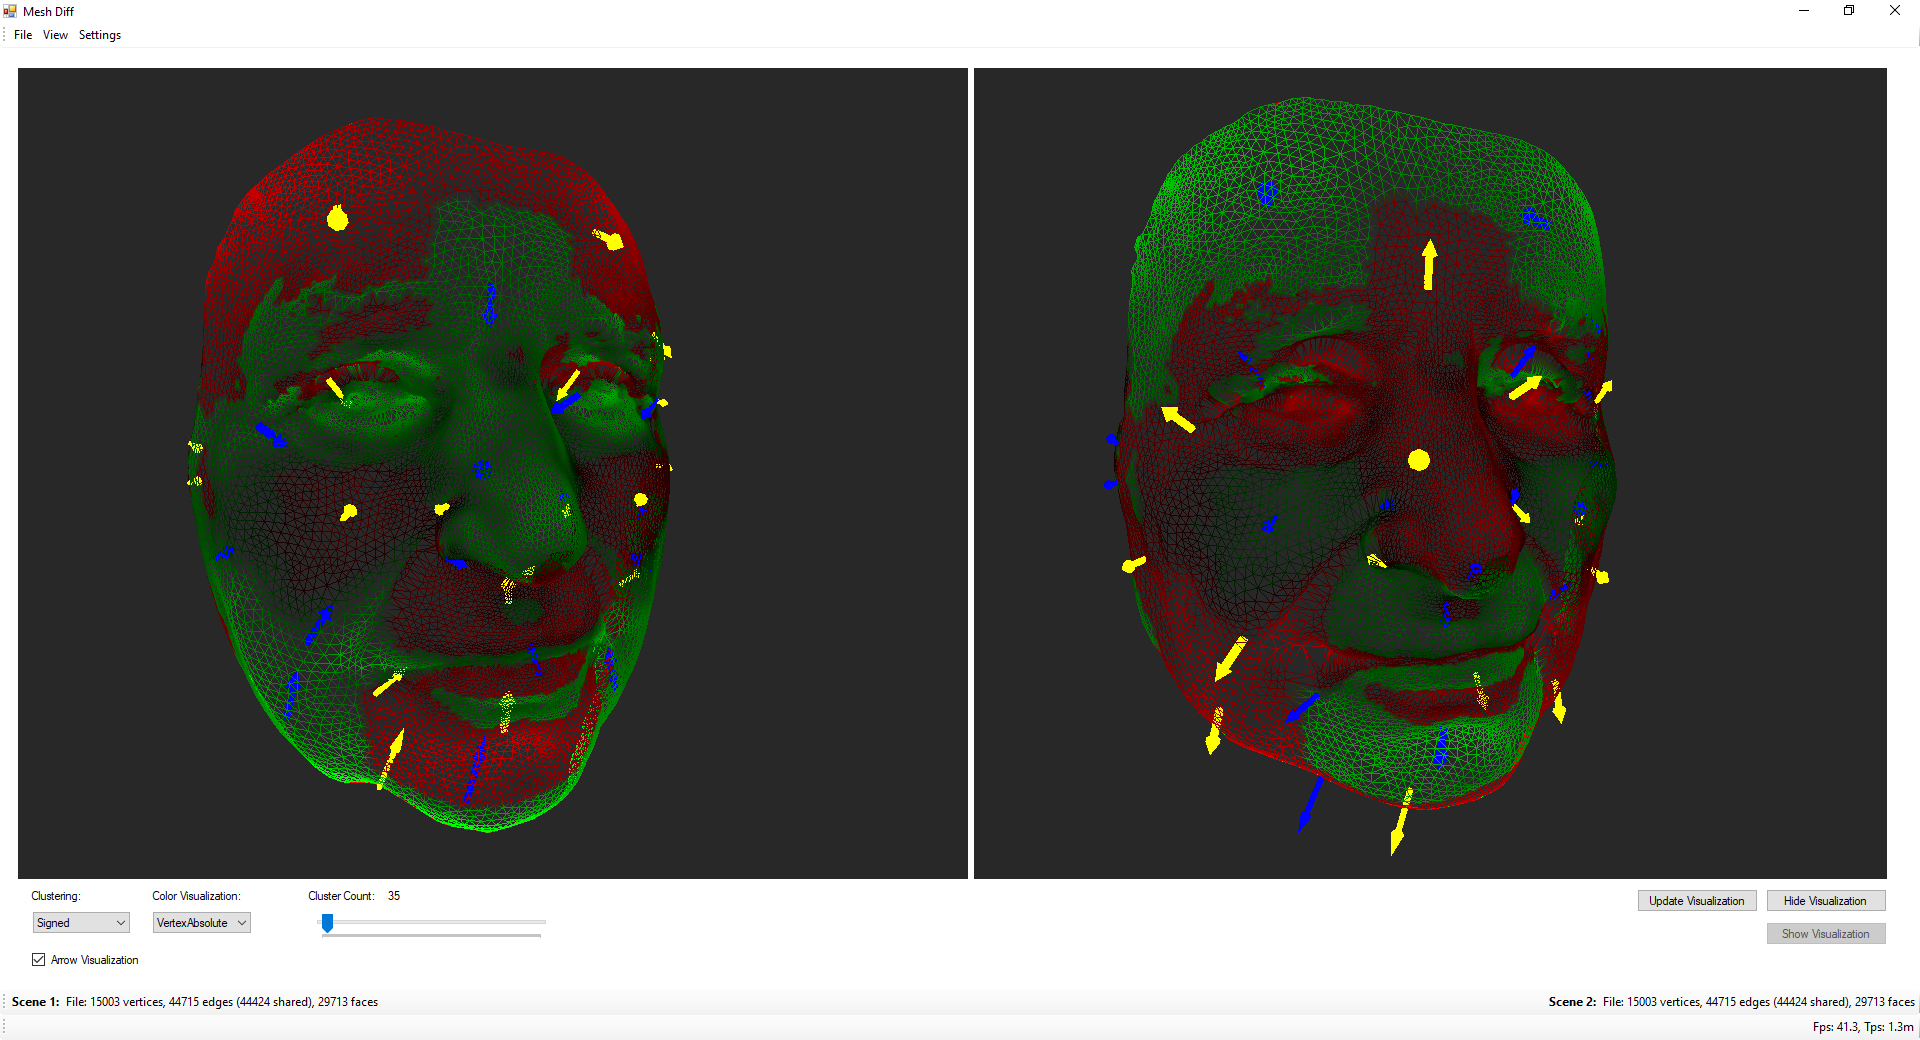 Mesh Diff
File View Settings
Clustering: Color Visualization: Cluster Count: 35
Signed VertexAbsolute
Update Visualization Hide Visualization
Show Visualization
Arrow Visualization
Scene 1: File: 15003 vertices, 44715 edges (44424 shared), 29713 faces Scene 2: File: 15003 vertices, 44715 edges (44424 shared), 29713 faces
Fps: 41.3, Tps: 1.3m